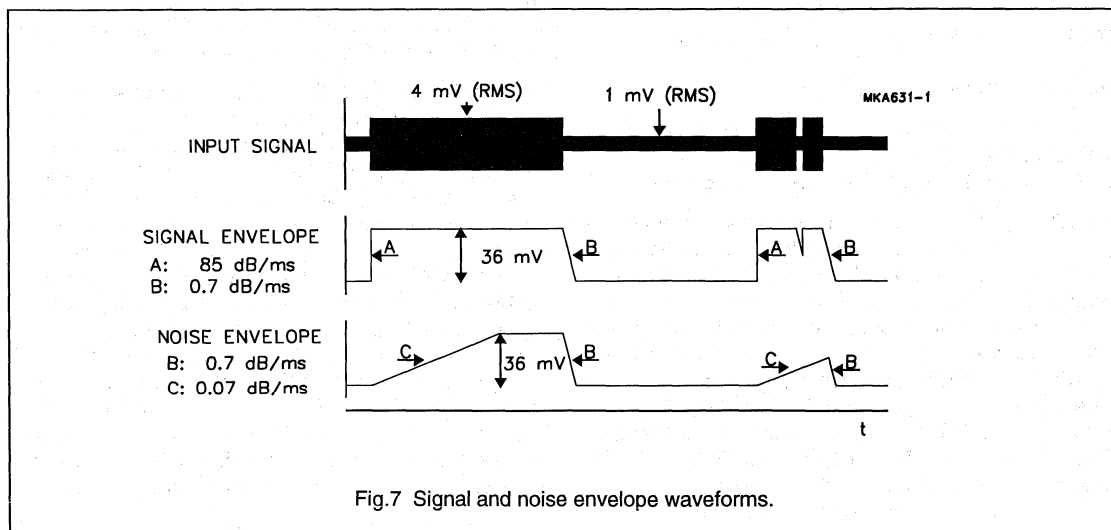 4 mV (RMS)
1 mV (RMS)
MKA631-1
INPUT SIGNAL
SIGNAL ENVELOPE
A: 85 dB/ms
B: 0.7 dB/ms
A
36 mV
B
A
B
NOISE ENVELOPE
B: 0.7 dB/ms
C: 0.07 dB/ms
C
36 mV
B
C
B
t
Fig.7 Signal and noise envelope waveforms.